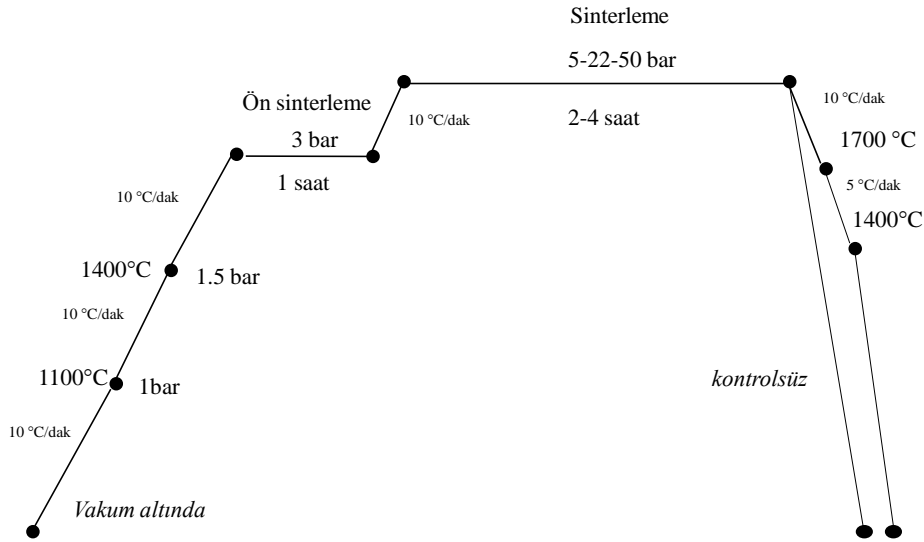 Sinterleme
5-22-50 bar
2-4 saat
Ön sinterleme
3 bar
1 saat
10 °C/dak
10 °C/dak
1700 °C
5 °C/dak
1400°C
10 °C/dak
1400°C
1.5 bar
10 °C/dak
1100°C
1bar
10 °C/dak
kontrolsüz
Vakum altında